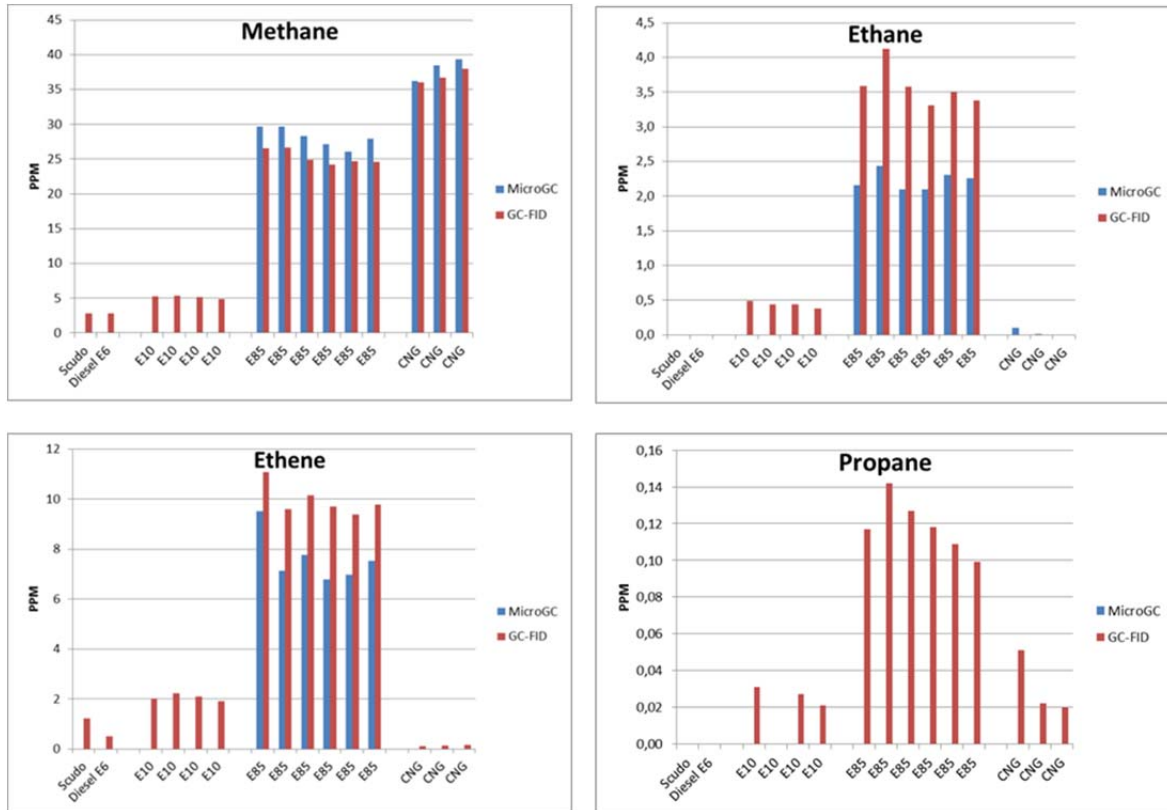 Methane
45
40
35
30
25
20
15
10
5
0
PPM
MicroGC
GC-FID
Scudo
Diesel E6
E10
E10
E10
E10
E85
E85
E85
E85
E85
E85
CNG
CNG
CNG
Ethane
4,5
4,0
3,5
3,0
2,5
2,0
1,5
1,0
0,5
0,0
PPM
MicroGC
GC-FID
Scudo
Diesel E6
E10
E10
E10
E10
E85
E85
E85
E85
E85
E85
CNG
CNG
CNG
Ethene
12
10
8
6
4
2
0
PPM
MicroGC
GC-FID
Scudo
Diesel E6
E10
E10
E10
E10
E85
E85
E85
E85
E85
E85
CNG
CNG
CNG
Propane
0,16
0,14
0,12
0,10
0,08
0,06
0,04
0,02
0,00
PPM
MicroGC
GC-FID
Scudo
Diesel E6
E10
E10
E10
E10
E85
E85
E85
E85
E85
E85
CNG
CNG
CNG